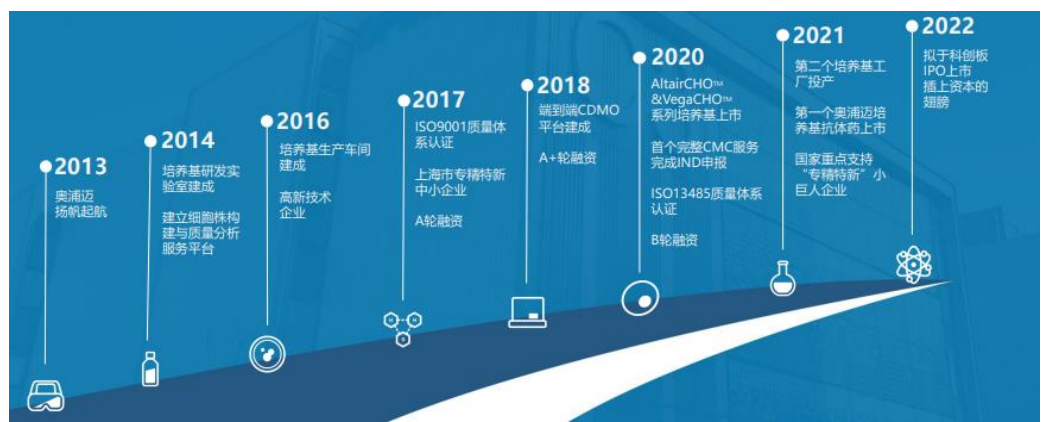 2013
奥浦迈
扬帆起航
2014
培养基研发实
验室建成
建立细胞株构
建与质量分析
服务平台
2016
培养基生产车间
建成
高新技术
企业
2017
ISO9001质量体
系认证
上海市专精特新
中小企业
A轮融资
2018
端到端CDMO
平台建成
A+轮融资
2020
AltairCHO™
&VegaCHO™
系列培养基上市
首个完整CMC服务
完成IND申报
ISO13485质量体系
认证
B轮融资
2021
第二个培养基工
厂投产
第一个奥浦迈培
养基抗体药上市
国家重点支持
“专精特新”小
巨人企业
2022
拟于科创板
IPO上市
插上资本的
翅膀